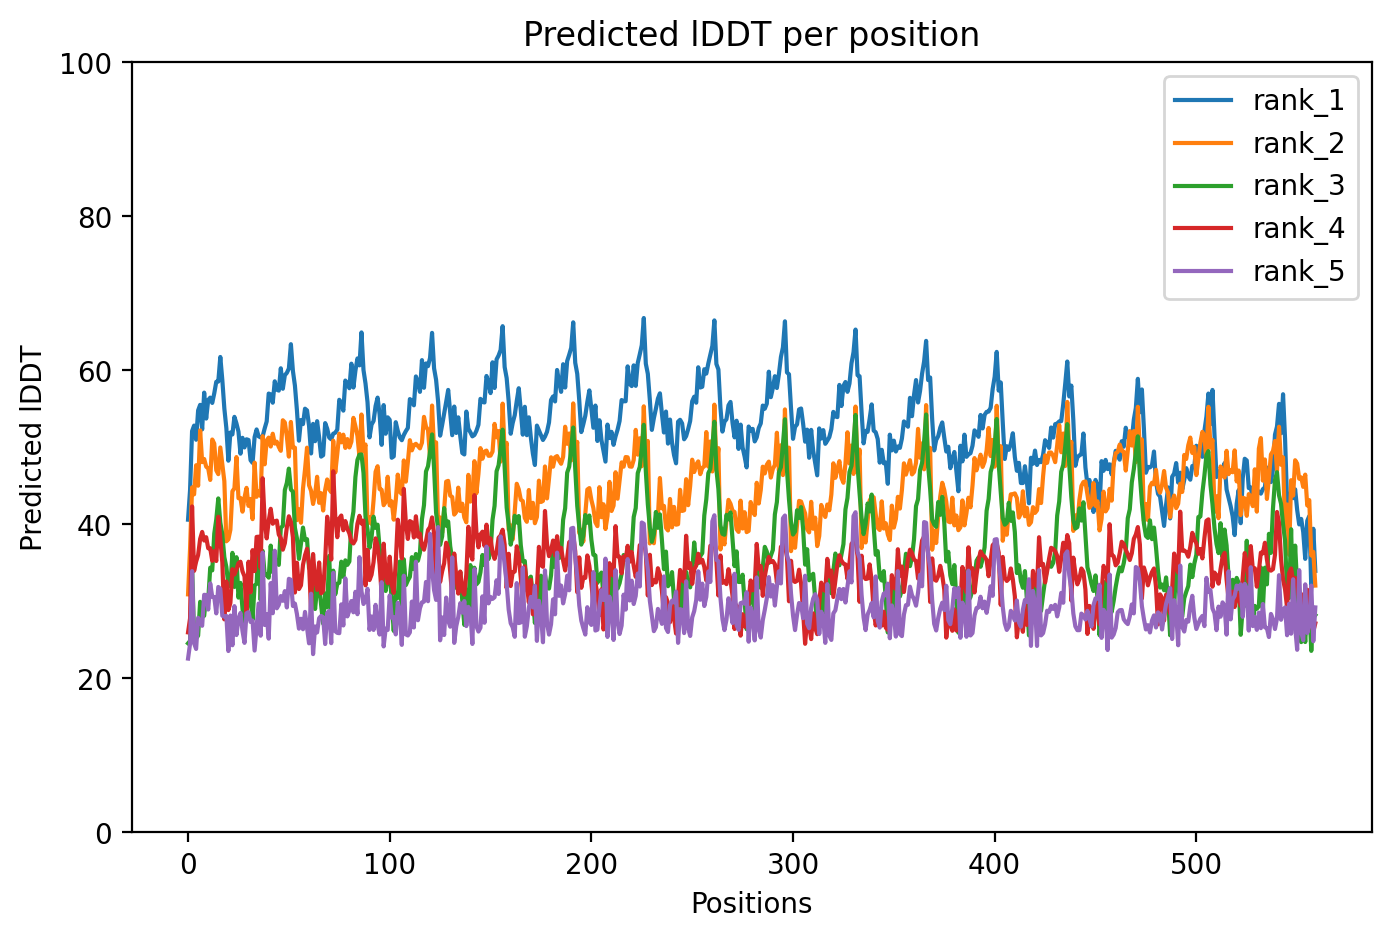 Predicted lDDT per position
100
80
60
40
20
0
Predicted lDDT
0 100 200 300 400 500
Positions
rank_1
rank_2
rank_3
rank_4
rank_5